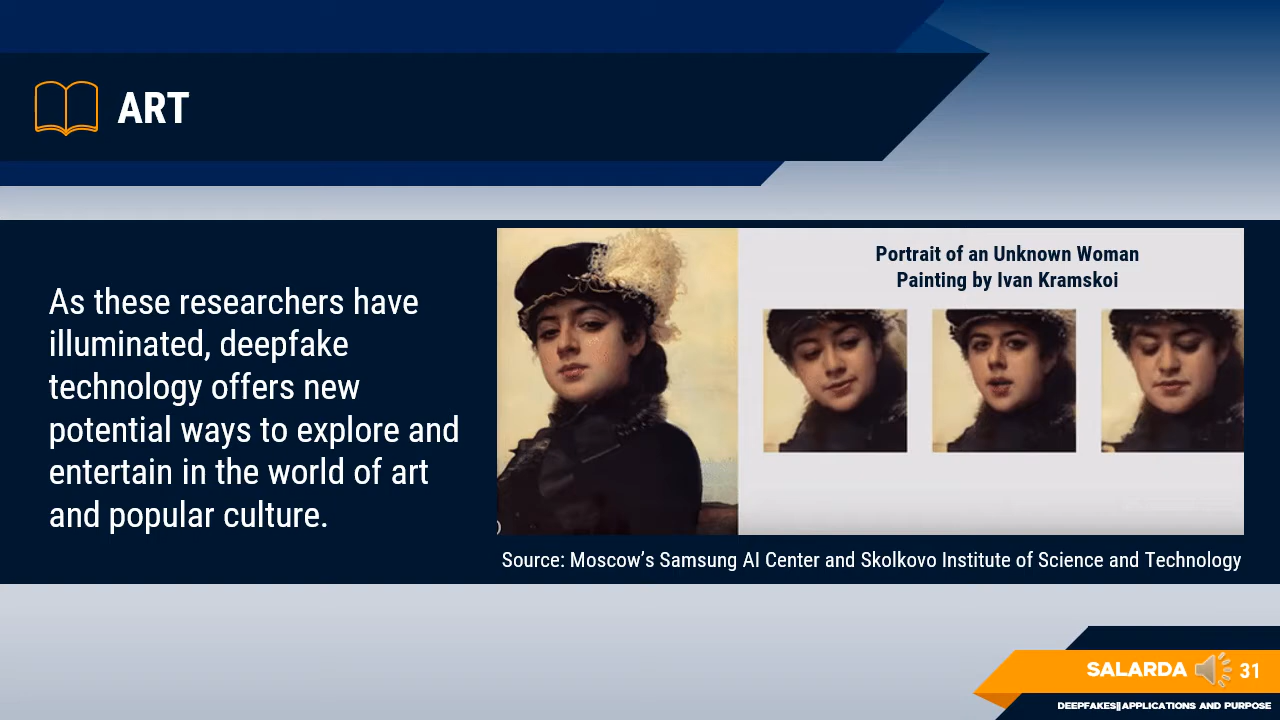 ART
As these researchers have
illuminated, deepfake
technology offers new
potential ways to explore and
entertain in the world of art
and popular culture.
Portrait of an Unknown Woman
Painting by Ivan Kramskoi
Source: Moscow’s Samsung AI Center and Skolkovo Institute of Science and Technology
SALARDA 31
DEEPFAKES||APPLICATIONS AND PURPOSE